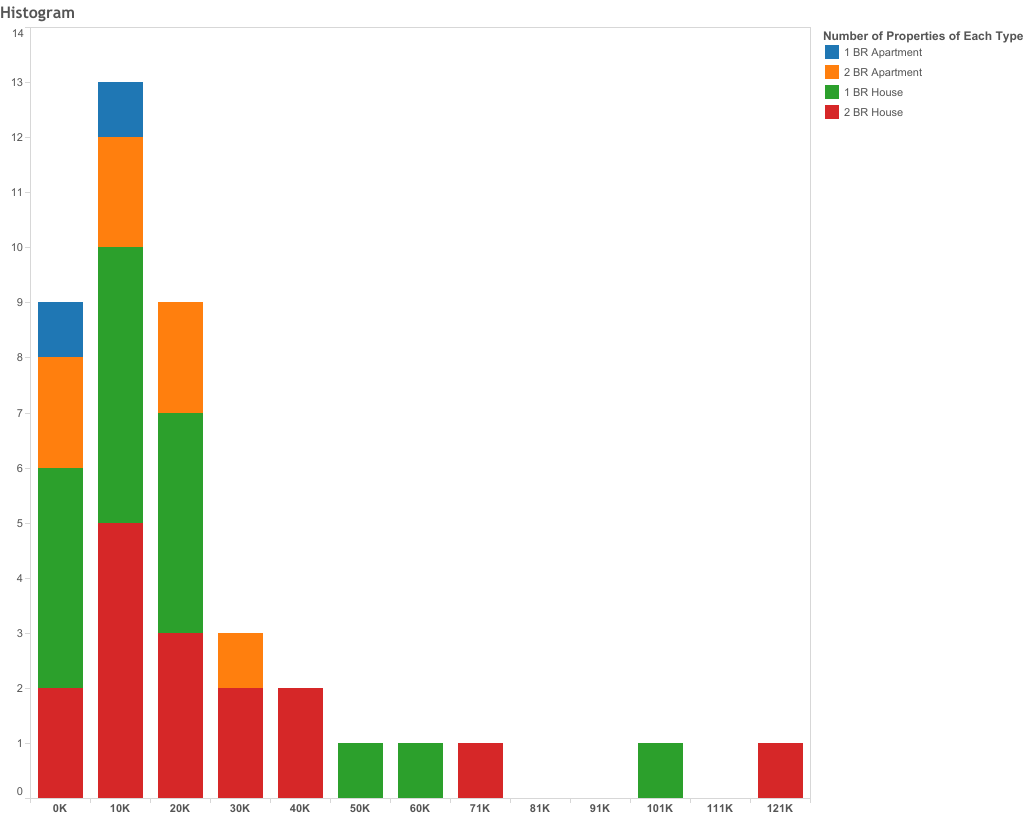 Histogram
Number of Properties of Each Type
1 BR Apartment
2 BR Apartment
1 BR House
2 BR House
14
13
12
11
10
9
8
7
6
5
4
3
2
1
0
0K 10K 20K 30K 40K 50K 60K 71K 81K 91K 101K 111K 121K